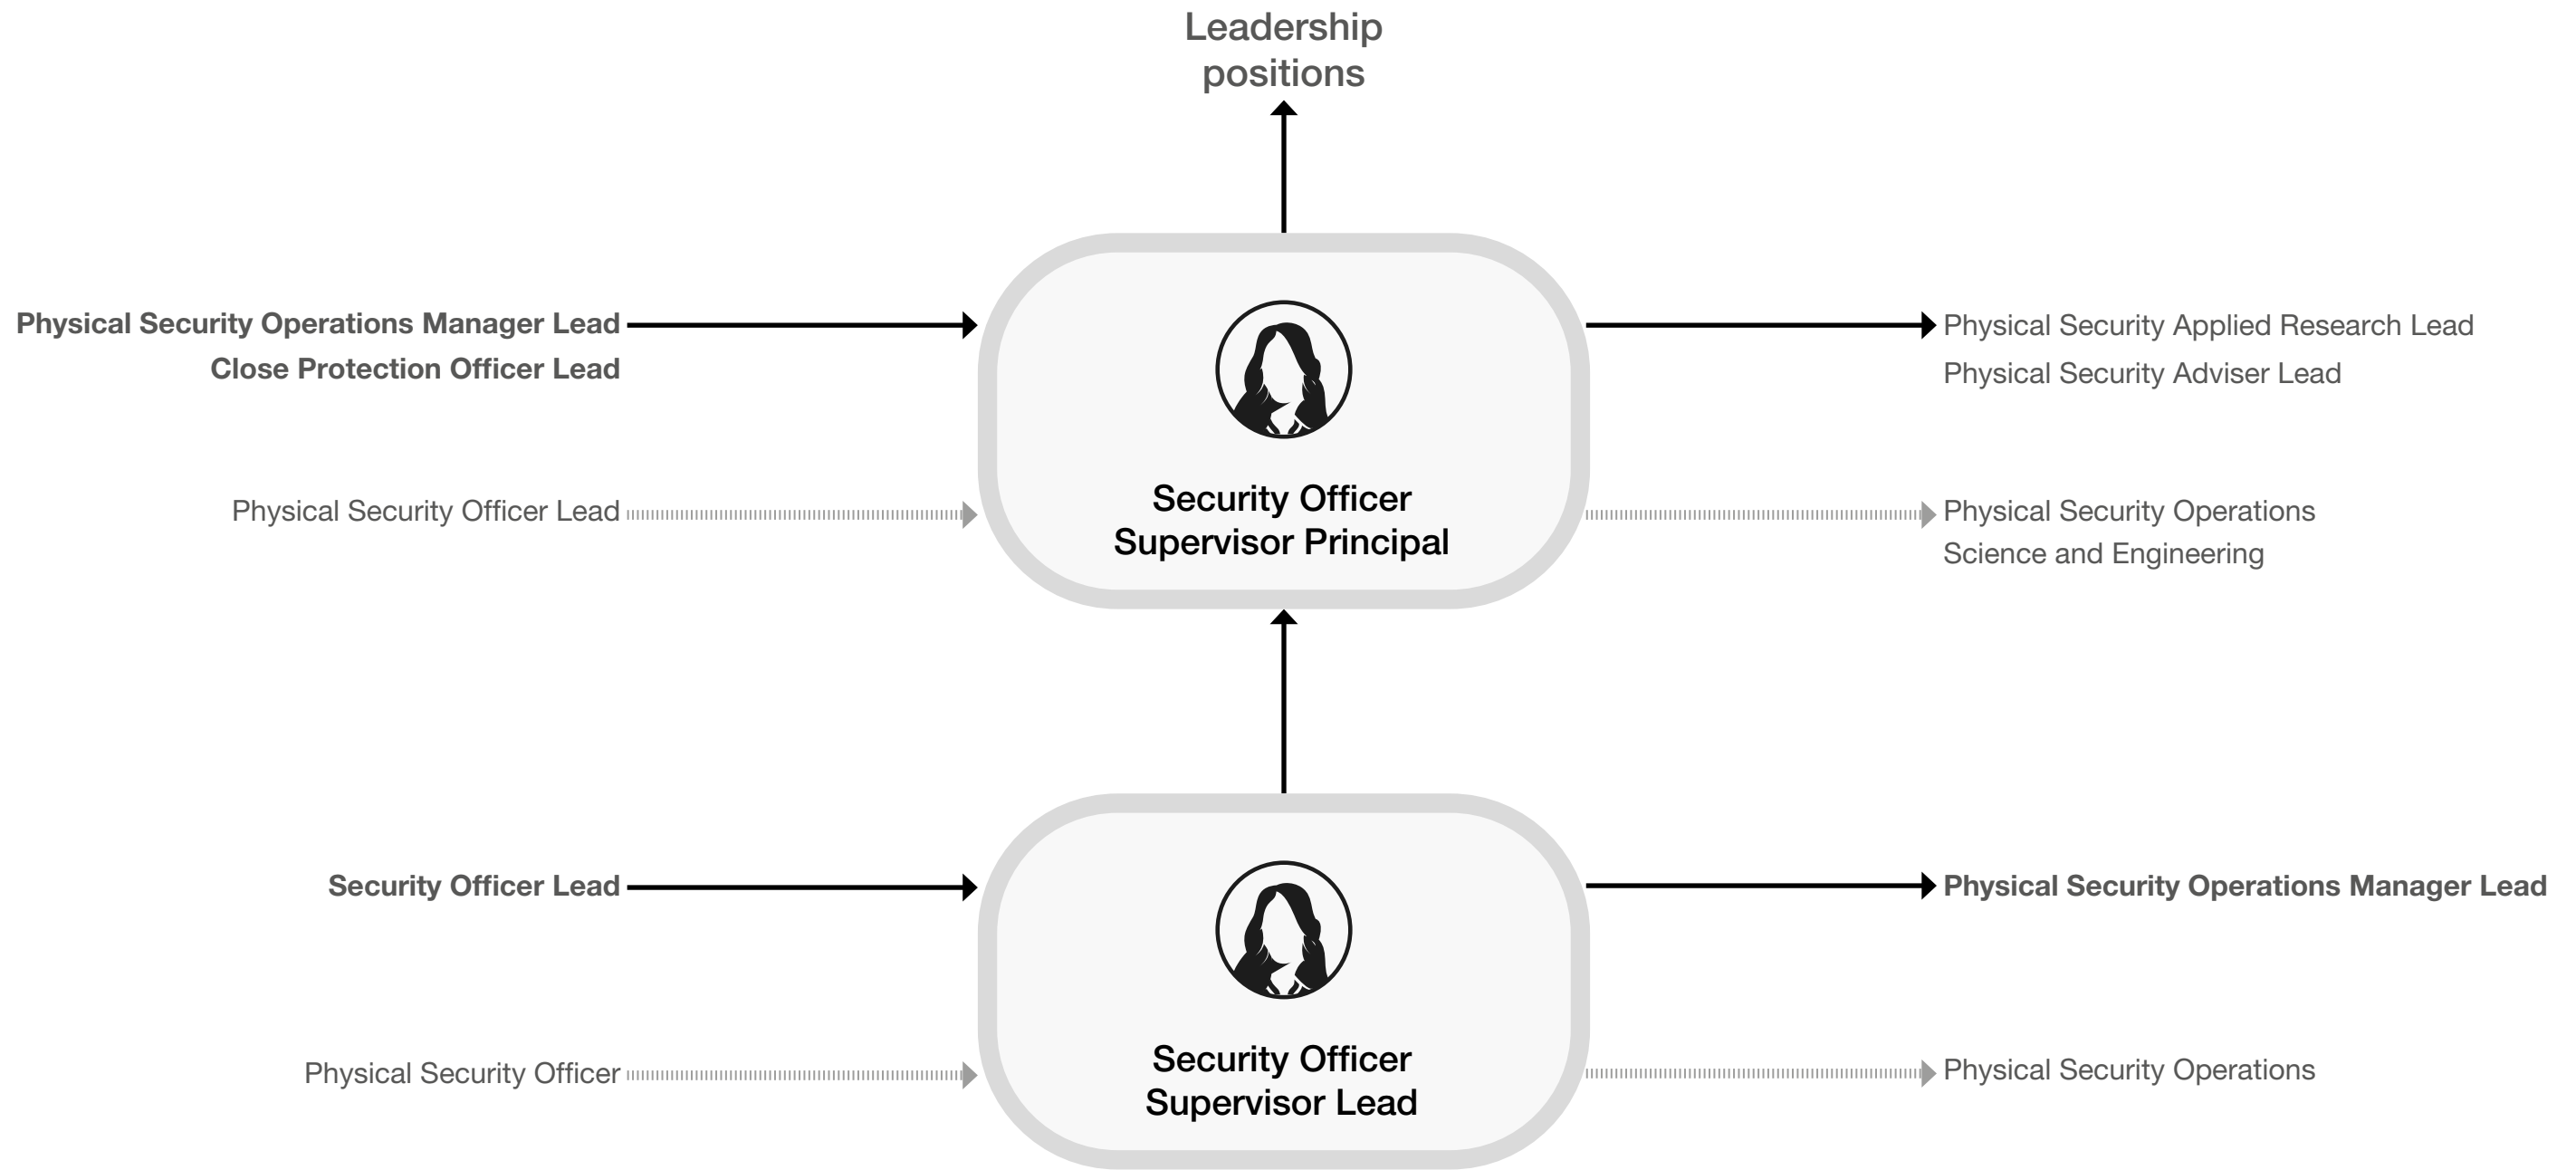 Leadership
positions
Physical Security Operations Manager Lead
Close Protection Officer Lead
Physical Security Applied Research Lead
Physical Security Adviser Lead
Physical Security Officer Lead
Security Officer
Supervisor Principal
Physical Security Operations
Science and Engineering
Security Officer Lead
Physical Security Operations Manager Lead
Physical Security Officer
Security Officer
Supervisor Lead
Physical Security Operations